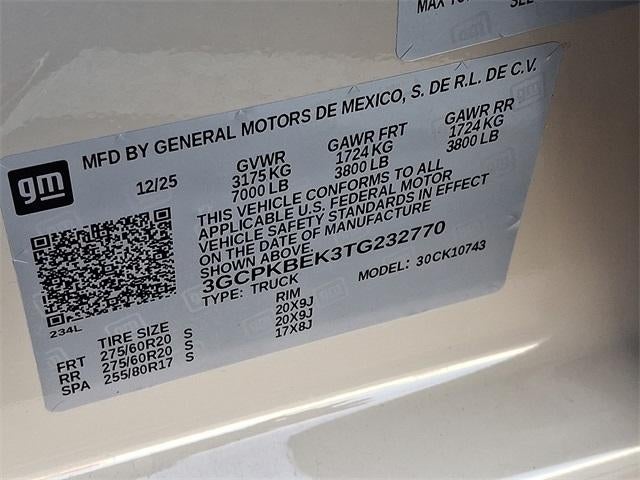 MFD BY GENERAL MOTORS DE MEXICO, S. DE R.L. DE C.V.
gm
12/25
GVWR
3175 KG
7000 LB
GAWR FRT
1724 KG
3800 LB
GAWR RR
1724 KG
3800 LB
THIS VEHICLE CONFORMS TO ALL
APPLICABLE U.S. FEDERAL MOTOR
VEHICLE SAFETY STANDARDS IN EFFECT
ON THE DATE OF MANUFACTURE
SHOWN ABOVE.
3GCPKBEK3TG232770
TYPE: TRUCK
MODEL: 30CK10743
234L
TIRE SIZE RIM
FRT 275/60R20 S 20X9J
RR 275/60R20 S 20X9J
SPA 255/80R17 S 17X8J